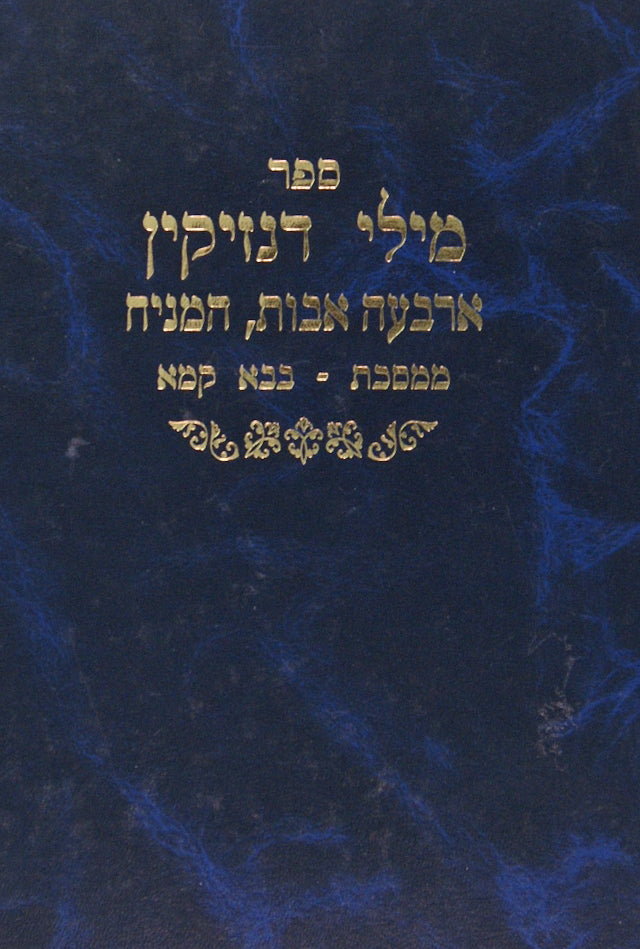 ספר
מילי דנזיקין
ארבעה אבות, המניח
ממסכת - בבא קמא